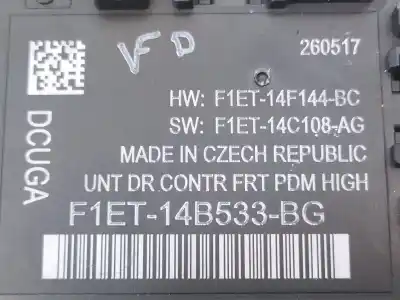 VFD
260517
HW: F1ET-14F144-BC
SW: F1ET-14C108-AG
MADE IN CZECH REPUBLIC
UNT DR CONTR FRT PDM HIGH
DCUGA
F1ET-14B533-BG